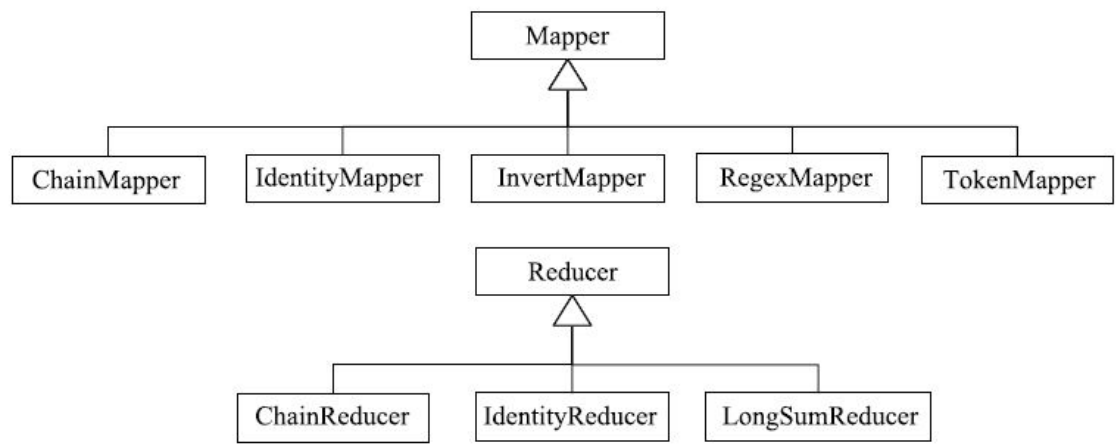 Mapper
ChainMapper
IdentityMapper
InvertMapper
RegexMapper
TokenMapper
Reducer
ChainReducer
IdentityReducer
LongSumReducer